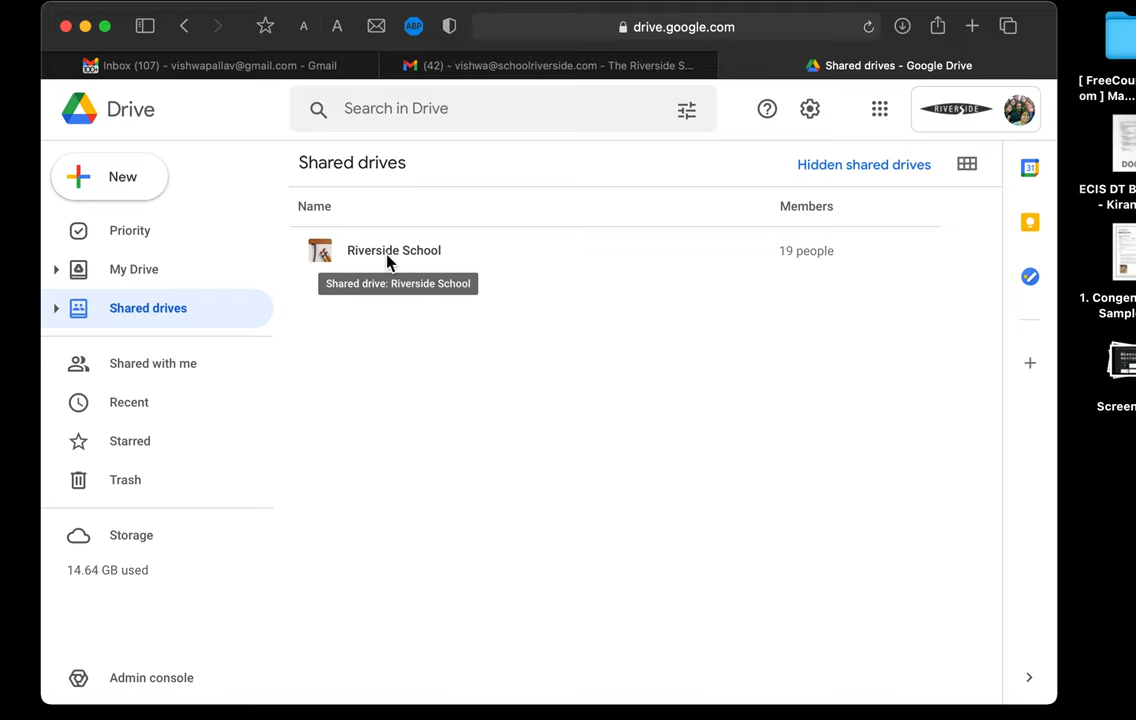 drive.google.com
Inbox (107) - vishwapallav@gmail.com - Gmail
(42) - vishwa@schoolriverside.com - The Riverside S...
Shared drives - Google Drive
Drive
Search in Drive
RIVERSIDE
New
Shared drives
Hidden shared drives
Name
Members
Riverside School
19 people
Shared drive: Riverside School
Priority
My Drive
Shared drives
Shared with me
Recent
Starred
Trash
Storage
14.64 GB used
Admin console
31
ABP
A
A
[ FreeCou
om ] Ma...
DOC
ECIS DT B
- Kiran
1. Congen
Sampl
Screen